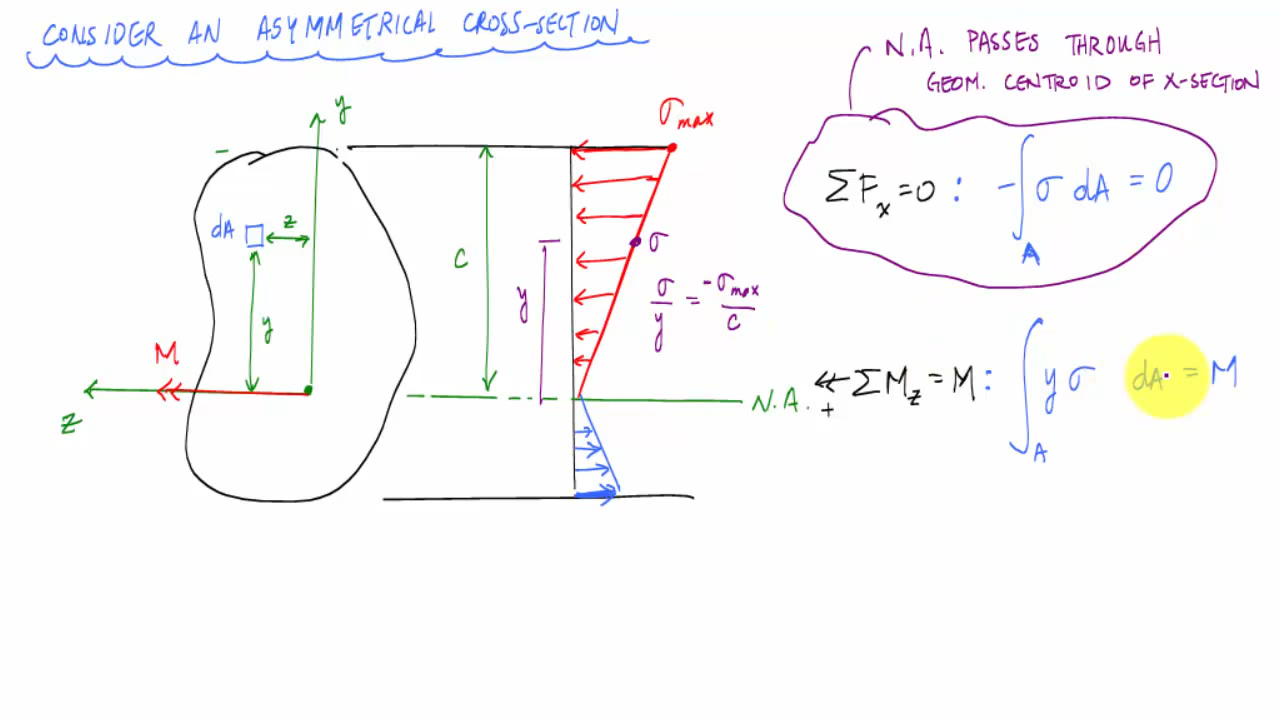 CONSIDER AN ASYMMETRICAL CROSS-SECTION
N.A. PASSES THROUGH
GEOM. CENTROID OF X-SECTION
y
σmax
ΣFx=0 : -∫A σ dA = 0
dA
z
σ
C
y
y
σ/y = -σmax/c
M
ΣMz = M : ∫A yσ dA = M
+
N.A.
z